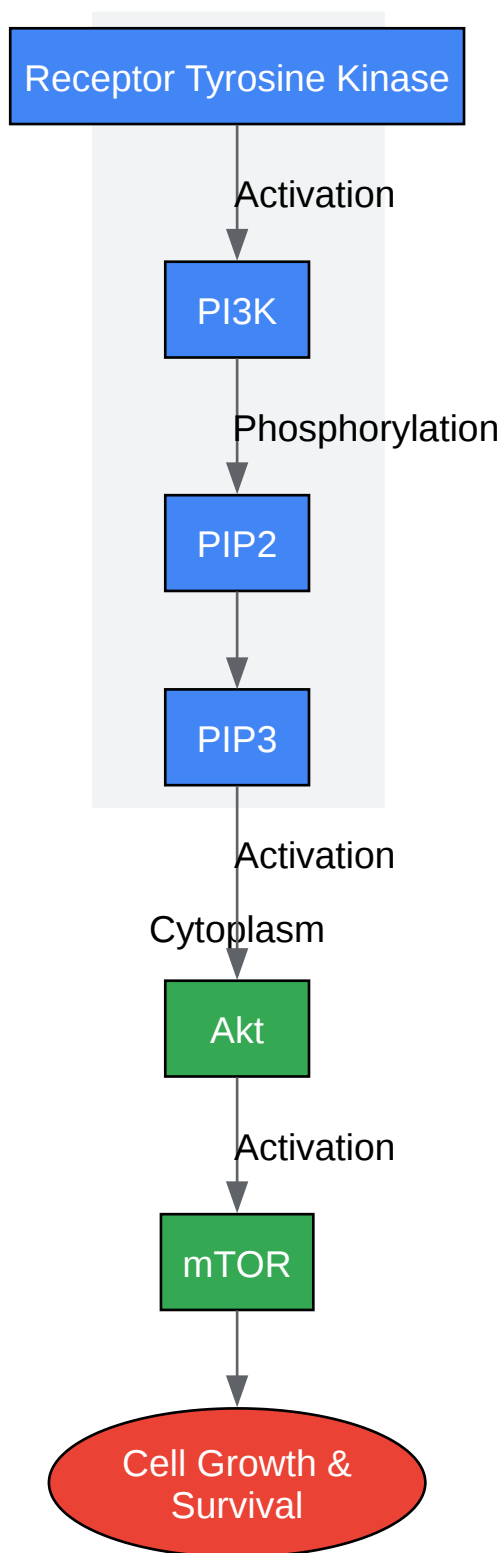 Receptor Tyrosine Kinase
Activation
PI3K
Phosphorylation
PIP2
PIP3
Activation
Cytoplasm
Akt
Activation
mTOR
Cell Growth &
Survival